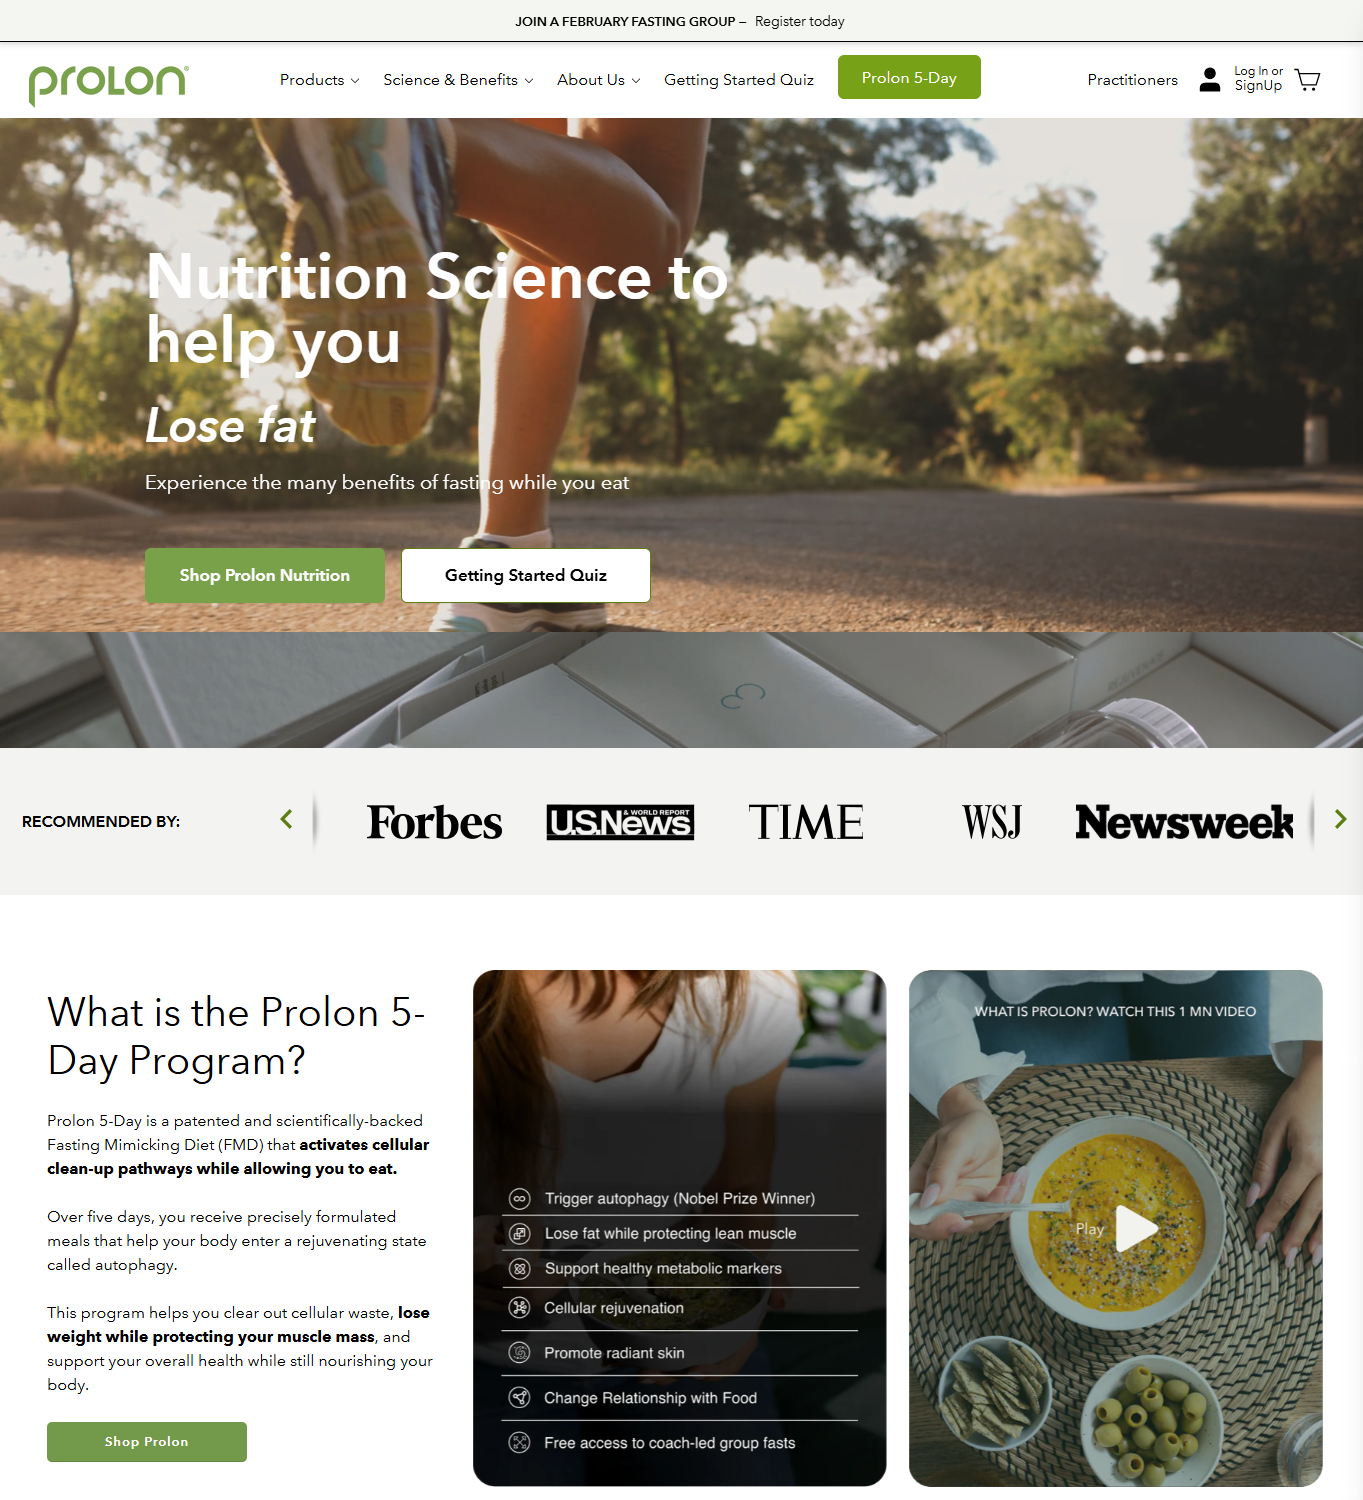 JOIN A FEBRUARY FASTING GROUP – Register today
PROLON®
Products
Science & Benefits
About Us
Getting Started Quiz
Prolon 5-Day
Practitioners
Log In or
SignUp
Nutrition Science to
help you
Lose fat
Experience the many benefits of fasting while you eat
Shop Prolon Nutrition
Getting Started Quiz
REJUVENATE
RECOMMENDED BY:
Forbes
U.S.News
& WORLD REPORT
TIME
WSJ
Newsweek
What is the Prolon 5-
Day Program?
Prolon 5-Day is a patented and scientifically-backed
Fasting Mimicking Diet (FMD) that activates cellular
clean-up pathways while allowing you to eat.
Over five days, you receive precisely formulated
meals that help your body enter a rejuvenating state
called autophagy.
This program helps you clear out cellular waste, lose
weight while protecting your muscle mass, and
support your overall health while still nourishing your
body.
Shop Prolon
Trigger autophagy (Nobel Prize Winner)
Lose fat while protecting lean muscle
Support healthy metabolic markers
Cellular rejuvenation
Promote radiant skin
Change Relationship with Food
Free access to coach-led group fasts
WHAT IS PROLON? WATCH THIS 1 MN VIDEO
Play